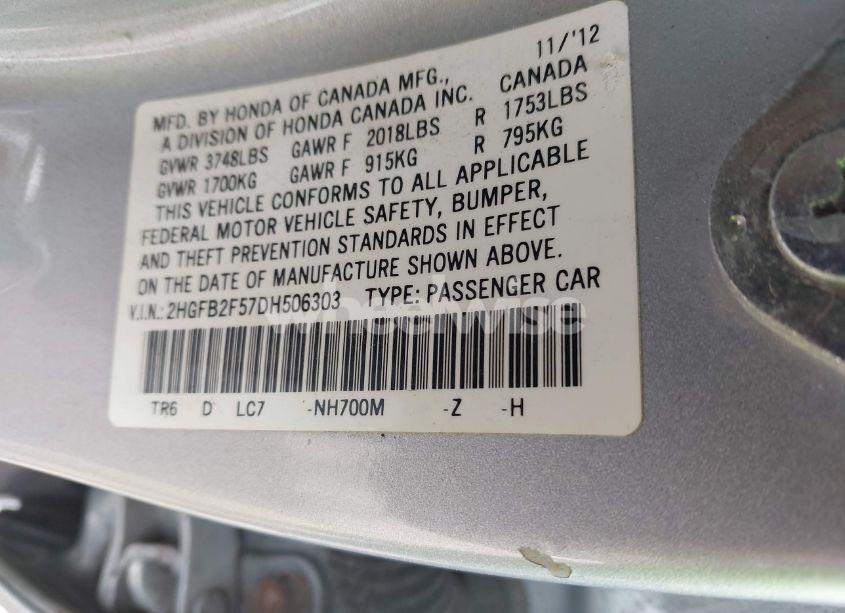 11/'12
MFD. BY HONDA OF CANADA MFG.,
A DIVISION OF HONDA CANADA INC. CANADA
GVWR 3748LBS GAWR F 2018LBS R 1753LBS
GVWR 1700KG GAWR F 915KG R 795KG
THIS VEHICLE CONFORMS TO ALL APPLICABLE
FEDERAL MOTOR VEHICLE SAFETY, BUMPER,
AND THEFT PREVENTION STANDARDS IN EFFECT
ON THE DATE OF MANUFACTURE SHOWN ABOVE.
V.I.N.: 2HGFB2F57DH506303 TYPE: PASSENGER CAR
wheelwise
TR6 D LC7 -NH700M -Z -H